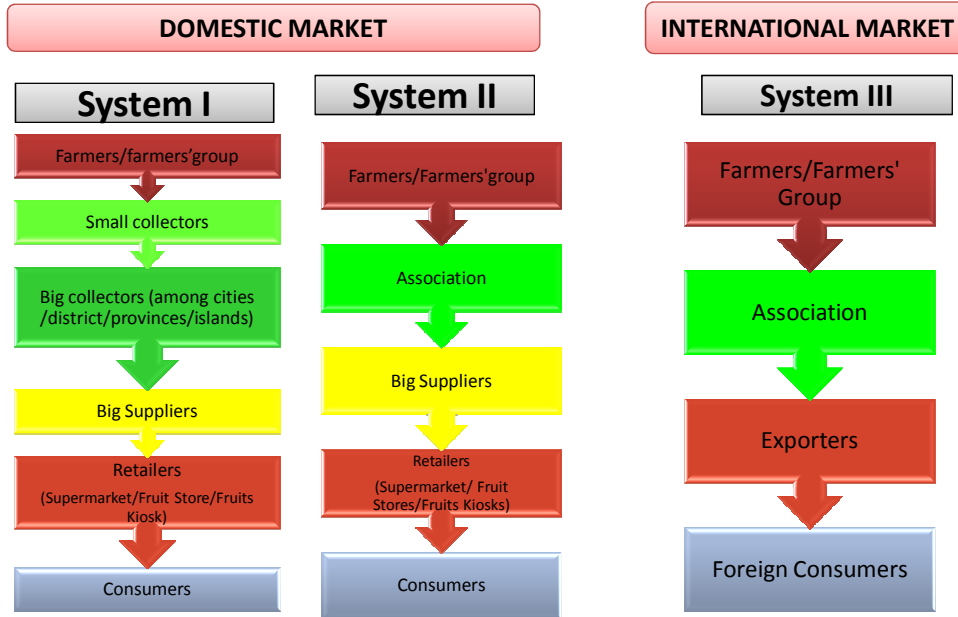 DOMESTIC MARKET
System I
Farmers/farmers'group
Small collectors
Big collectors (among cities
/district/provinces/islands)
Big Suppliers
Retailers
(Supermarket/Fruit Store/Fruits
Kiosk)
Consumers
System II
Farmers/Farmers'group
Association
Big Suppliers
Retailers
(Supermarket/ Fruit
Stores/Fruits Kiosks)
Consumers
INTERNATIONAL MARKET
System III
Farmers/Farmers'
Group
Association
Exporters
Foreign Consumers